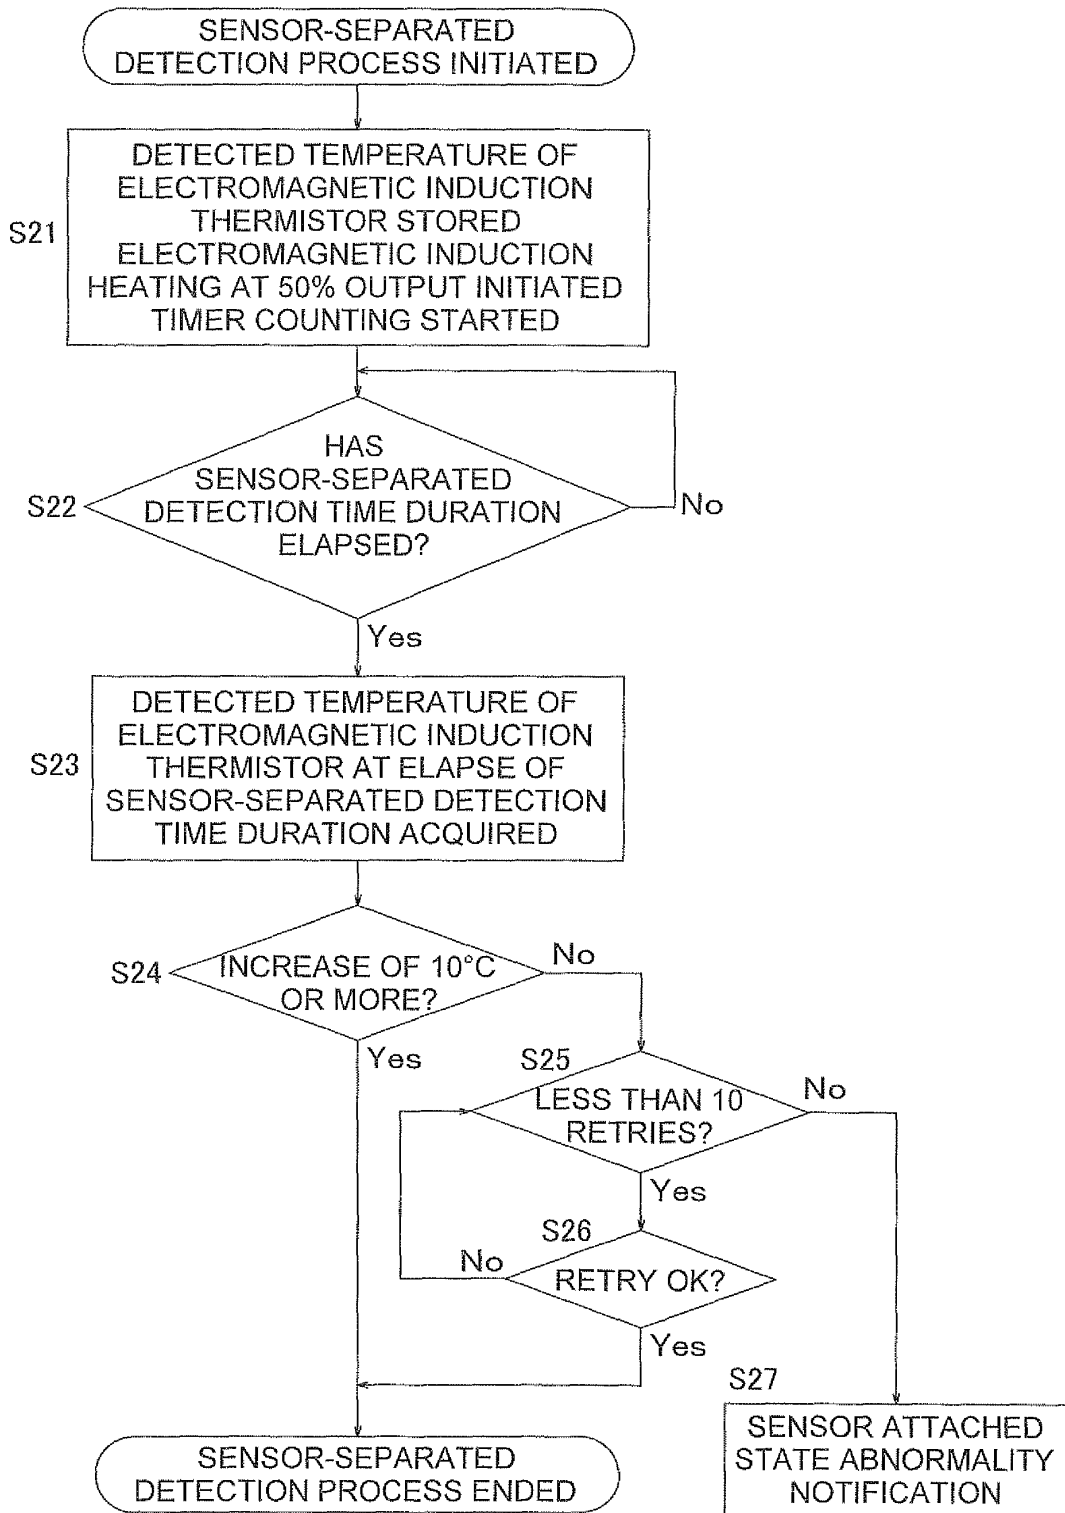 SENSOR-SEPARATED
DETECTION PROCESS INITIATED
S21
DETECTED TEMPERATURE OF
ELECTROMAGNETIC INDUCTION
THERMISTOR STORED
ELECTROMAGNETIC INDUCTION
HEATING AT 50% OUTPUT INITIATED
TIMER COUNTING STARTED
S22
HAS
SENSOR-SEPARATED
DETECTION TIME DURATION
ELAPSED?
No
Yes
S23
DETECTED TEMPERATURE OF
ELECTROMAGNETIC INDUCTION
THERMISTOR AT ELAPSE OF
SENSOR-SEPARATED DETECTION
TIME DURATION ACQUIRED
S24
INCREASE OF 10°C
OR MORE?
No
Yes
S25
LESS THAN 10
RETRIES?
No
Yes
S26
RETRY OK?
No
Yes
S27
SENSOR ATTACHED
STATE ABNORMALITY
NOTIFICATION
SENSOR-SEPARATED
DETECTION PROCESS ENDED